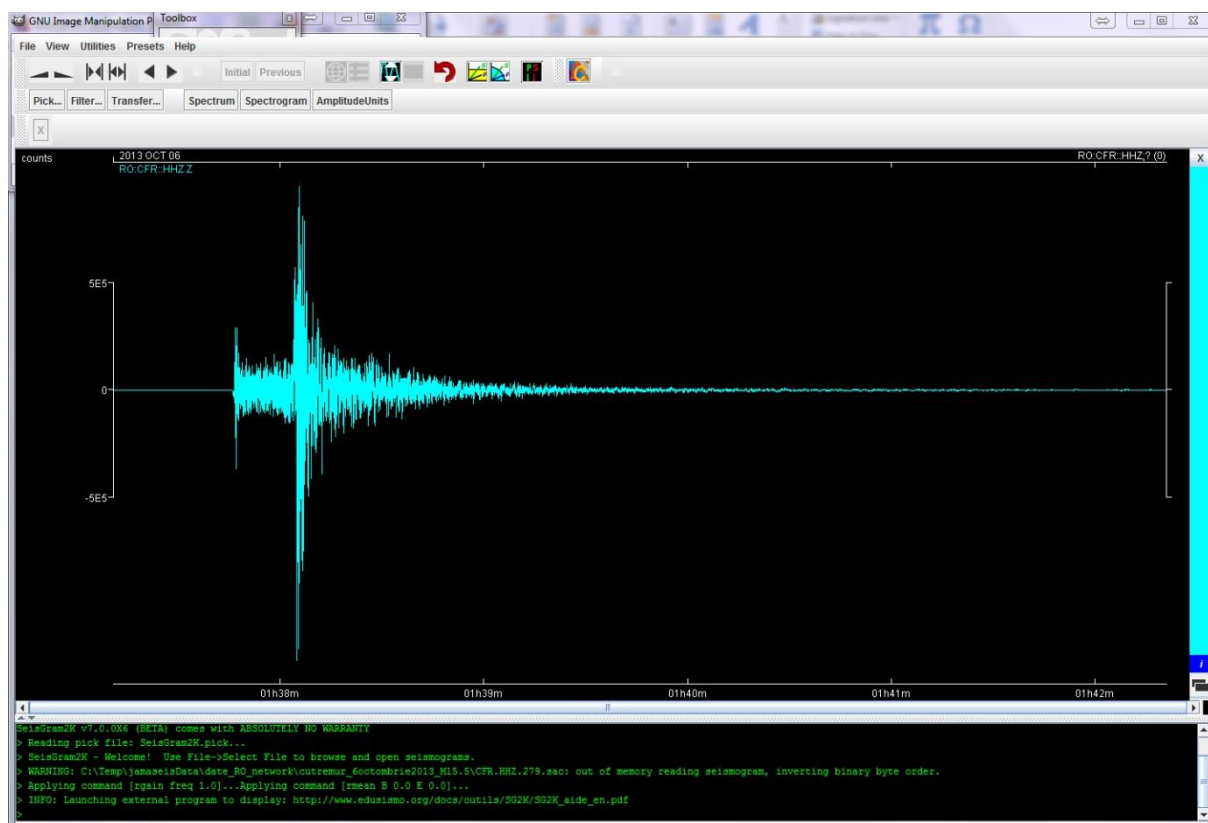 GNU Image Manipulation P
Toolbox
File View Utilities Presets Help
Initial Previous
Pick... Filter... Transfer... Spectrum Spectrogram AmplitudeUnits
X
counts
2013 OCT 06
RO:CFR::HHZ;? (0)
X
RO:CFR::HHZ Z
5E5
0
-5E5
i
01h38m 01h39m 01h40m 01h41m 01h42m
SeisGram2K v7.0.0X6 (BETA) comes with ABSOLUTELY NO WARRANTY
> Reading pick file: SeisGram2K.pick...
> SeisGram2K - Welcome! Use File->Select File to browse and open seismograms.
> WARNING: C:\Temp\jamaseisData\date_RO_network\cutremur_6octombrie2013_Ml5.5\CFR.HHZ.279.sac: out of memory reading seismogram, inverting binary byte order.
> Applying command [rgain freq 1.0]...Applying command [rmean B 0.0 E 0.0]...
> INFO: Launching external program to display: http://www.edusismo.org/docs/outils/SG2K/SG2K_aide_en.pdf
>